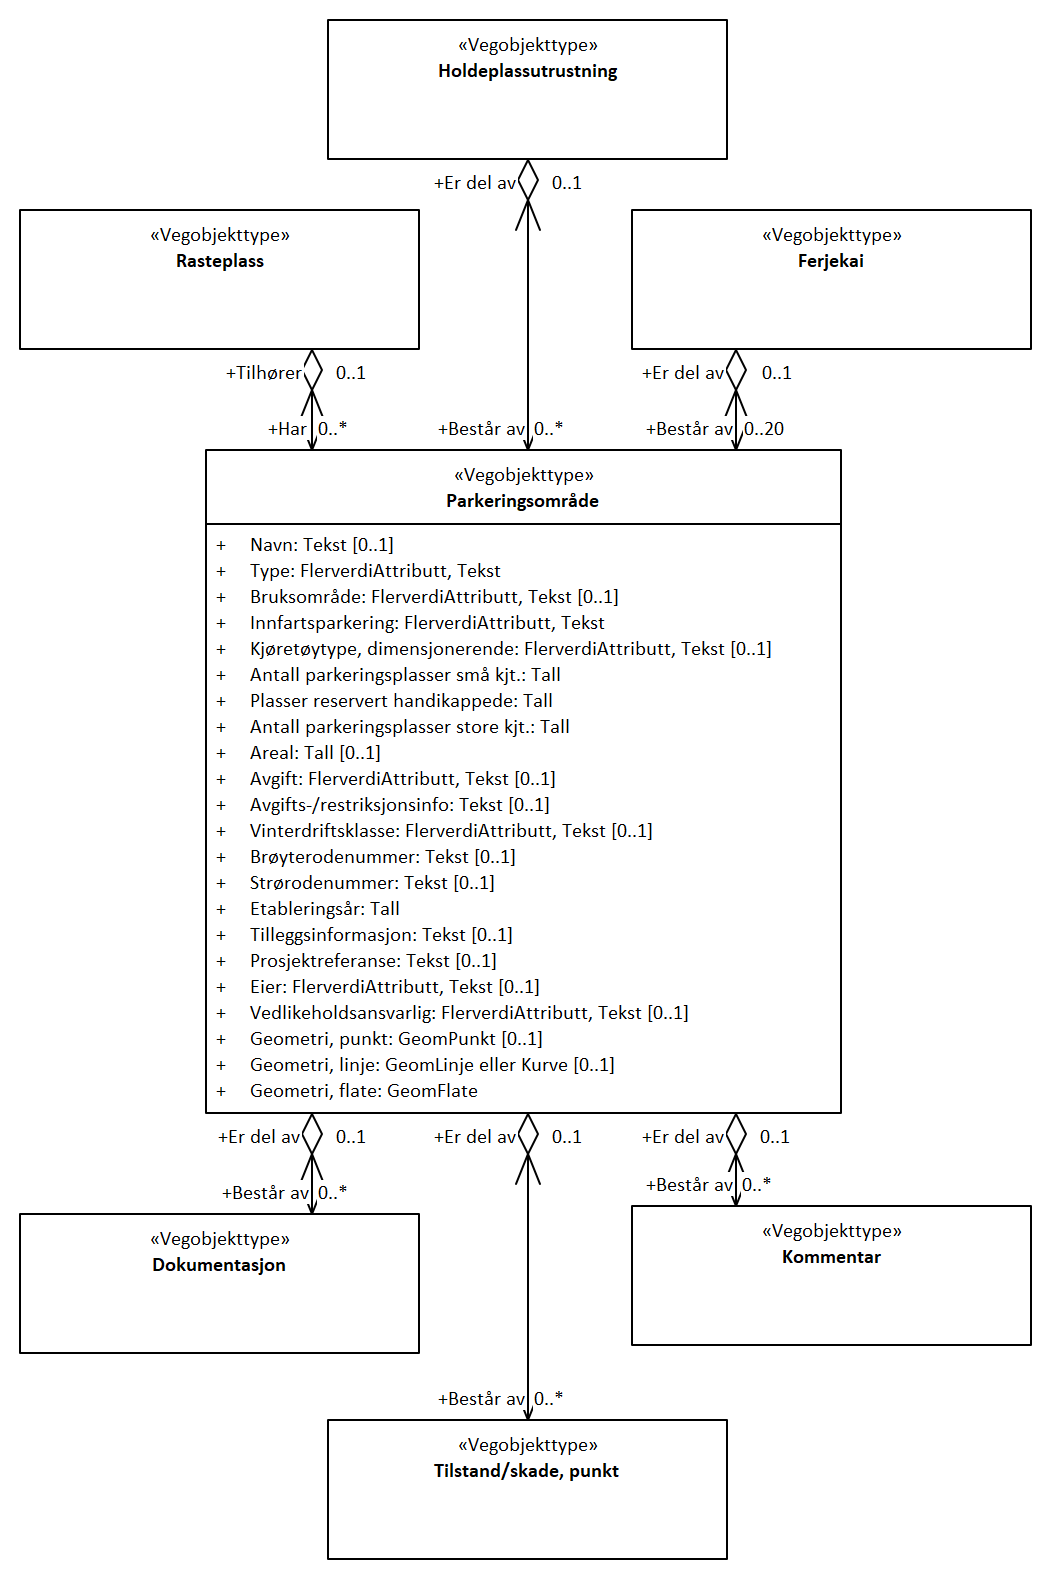 «Vegobjekttype»
Holdeplassutrustning
+Er del av 0..1
«Vegobjekttype»
Rasteplass
«Vegobjekttype»
Ferjekai
+Tilhører 0..1
+Er del av 0..1
+Har 0..*
+Består av 0..*
+Består av 0..20
«Vegobjekttype»
Parkeringsområde
+ Navn: Tekst [0..1]
+ Type: FlerverdiAttributt, Tekst
+ Bruksområde: FlerverdiAttributt, Tekst [0..1]
+ Innfartsparkering: FlerverdiAttributt, Tekst
+ Kjøretøytype, dimensjonerende: FlerverdiAttributt, Tekst [0..1]
+ Antall parkeringsplasser små kjt.: Tall
+ Plasser reservert handikappede: Tall
+ Antall parkeringsplasser store kjt.: Tall
+ Areal: Tall [0..1]
+ Avgift: FlerverdiAttributt, Tekst [0..1]
+ Avgifts-/restriksjonsinfo: Tekst [0..1]
+ Vinterdriftsklasse: FlerverdiAttributt, Tekst [0..1]
+ Brøyterodenummer: Tekst [0..1]
+ Strørodenummer: Tekst [0..1]
+ Etableringsår: Tall
+ Tilleggsinformasjon: Tekst [0..1]
+ Prosjektreferanse: Tekst [0..1]
+ Eier: FlerverdiAttributt, Tekst [0..1]
+ Vedlikeholdsansvarlig: FlerverdiAttributt, Tekst [0..1]
+ Geometri, punkt: GeomPunkt [0..1]
+ Geometri, linje: GeomLinje eller Kurve [0..1]
+ Geometri, flate: GeomFlate
+Er del av 0..1
+Er del av 0..1
+Er del av 0..1
+Består av 0..*
+Består av 0..*
«Vegobjekttype»
Dokumentasjon
«Vegobjekttype»
Kommentar
+Består av 0..*
«Vegobjekttype»
Tilstand/skade, punkt